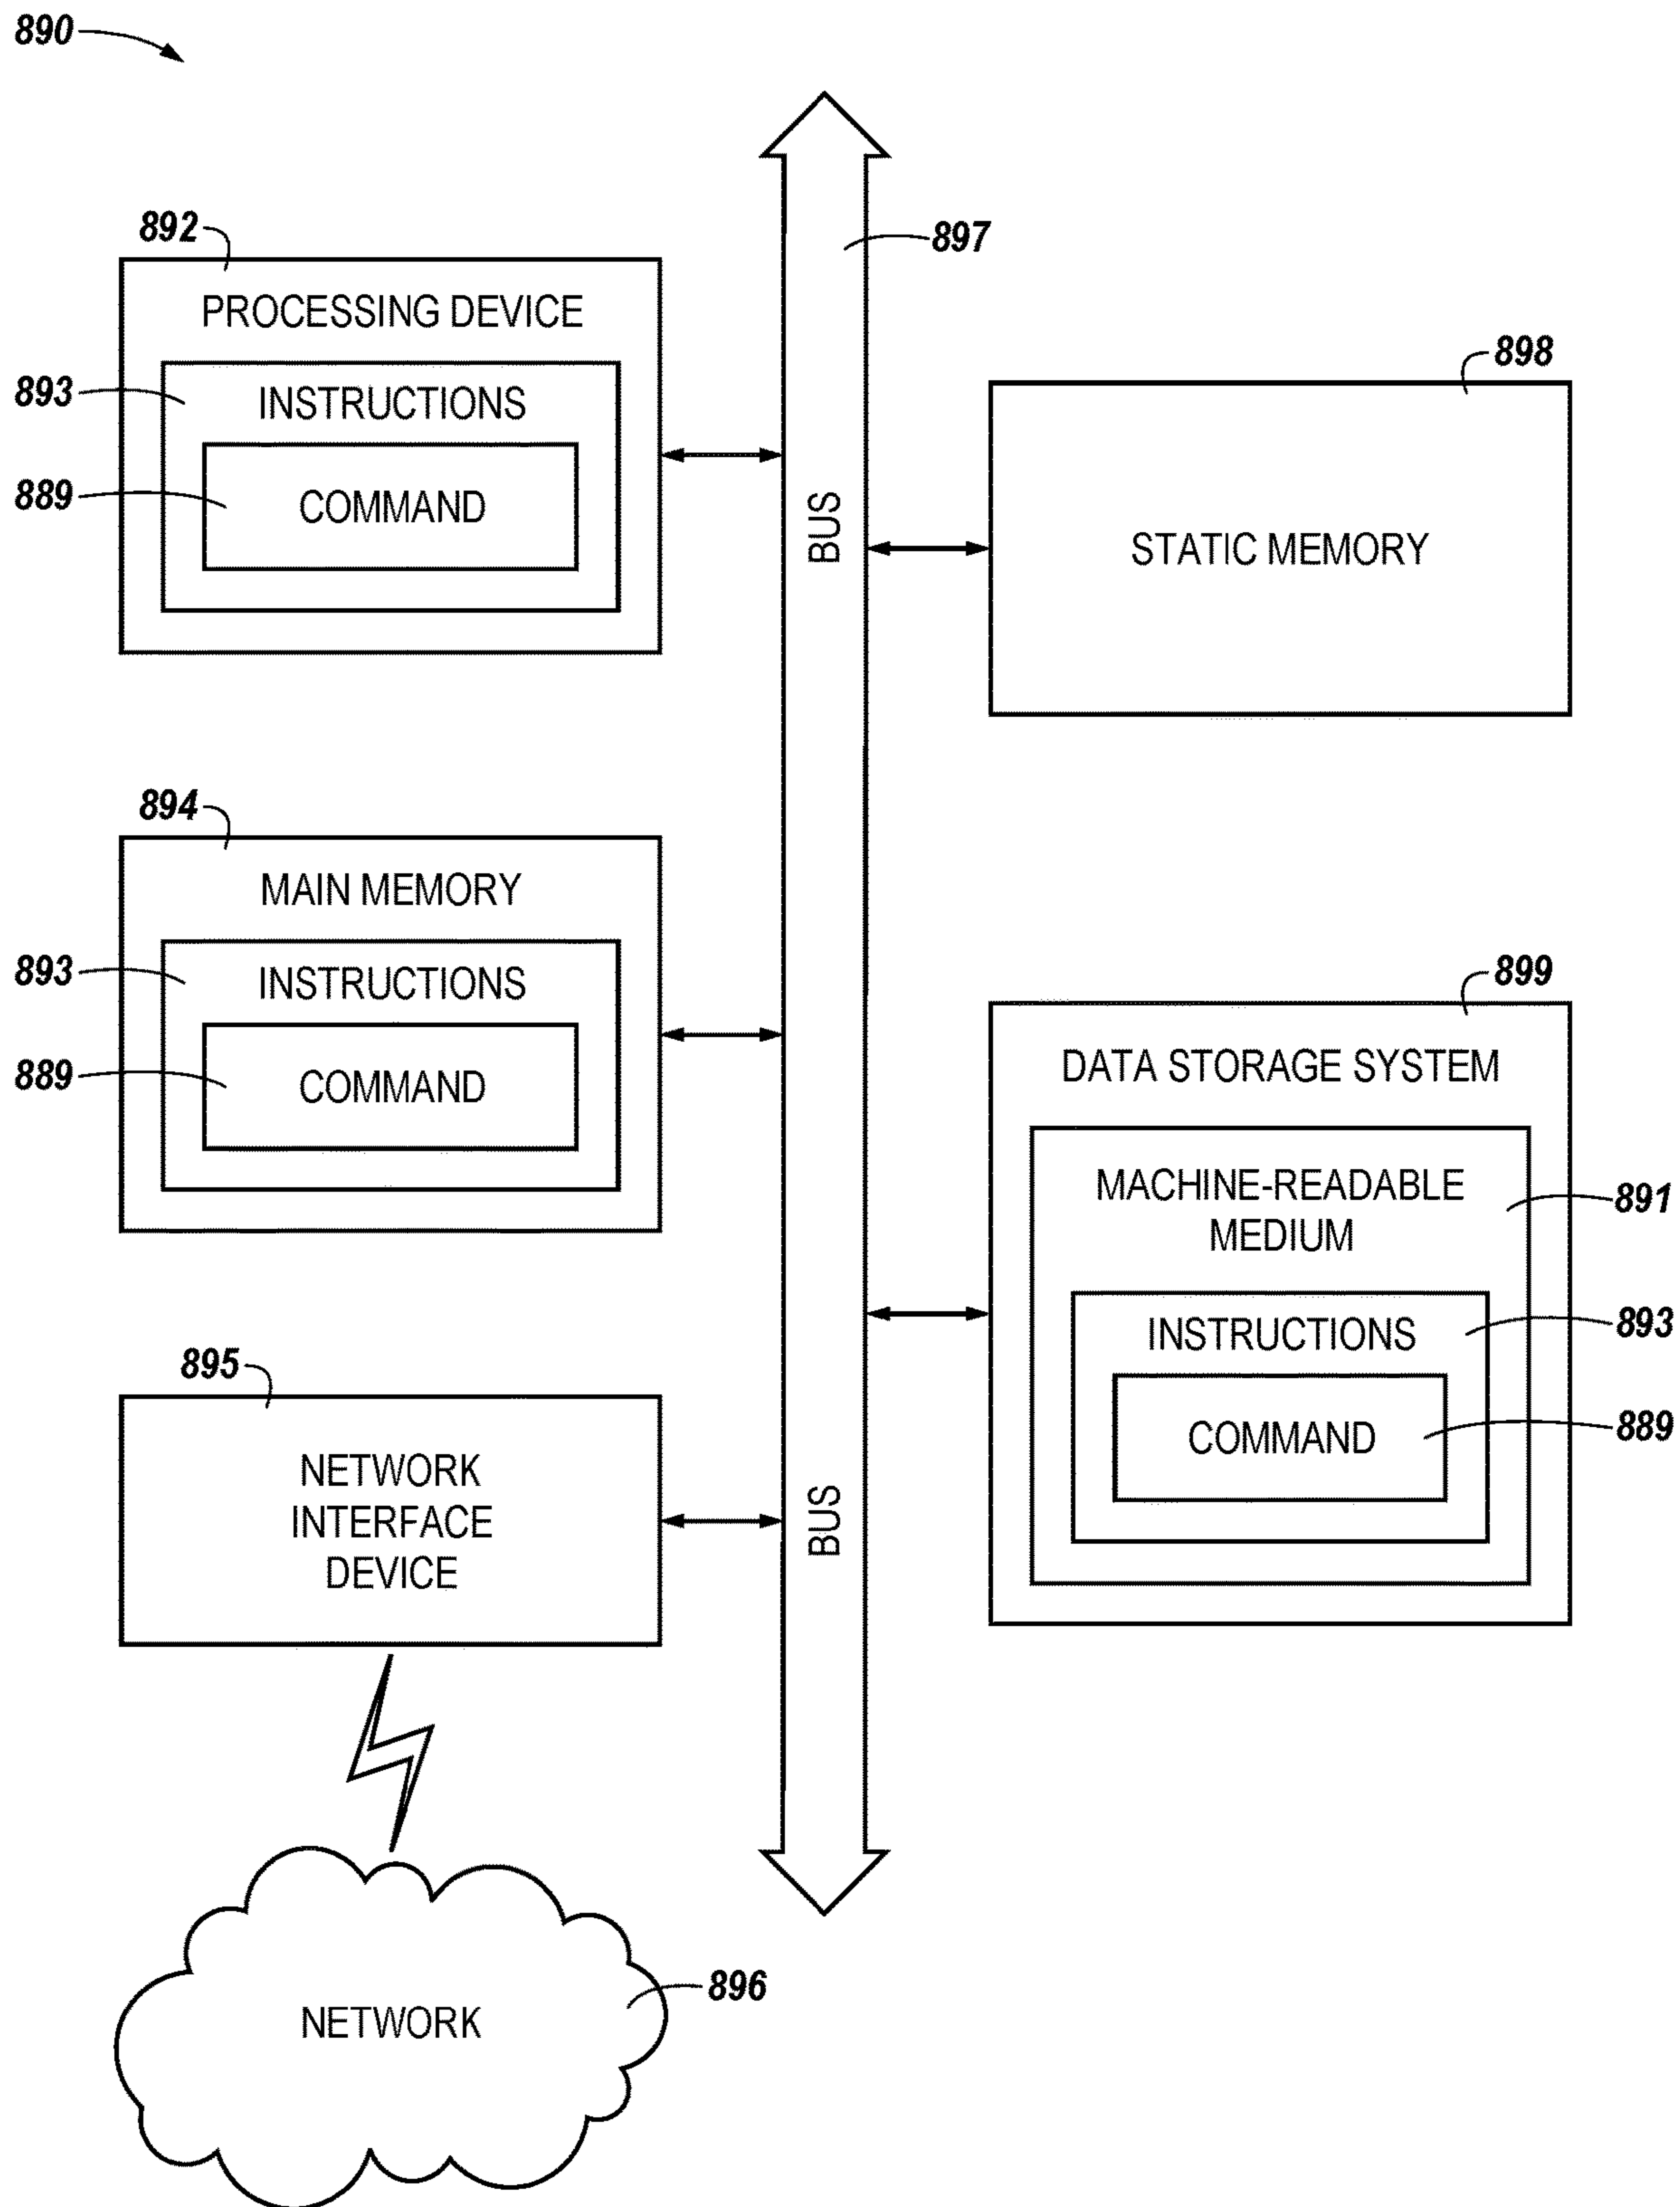 890
892
PROCESSING DEVICE
893
INSTRUCTIONS
889
COMMAND
897
BUS
898
STATIC MEMORY
894
MAIN MEMORY
893
INSTRUCTIONS
889
COMMAND
899
DATA STORAGE SYSTEM
MACHINE-READABLE
MEDIUM
891
INSTRUCTIONS
893
COMMAND
889
895
NETWORK
INTERFACE
DEVICE
BUS
NETWORK
896